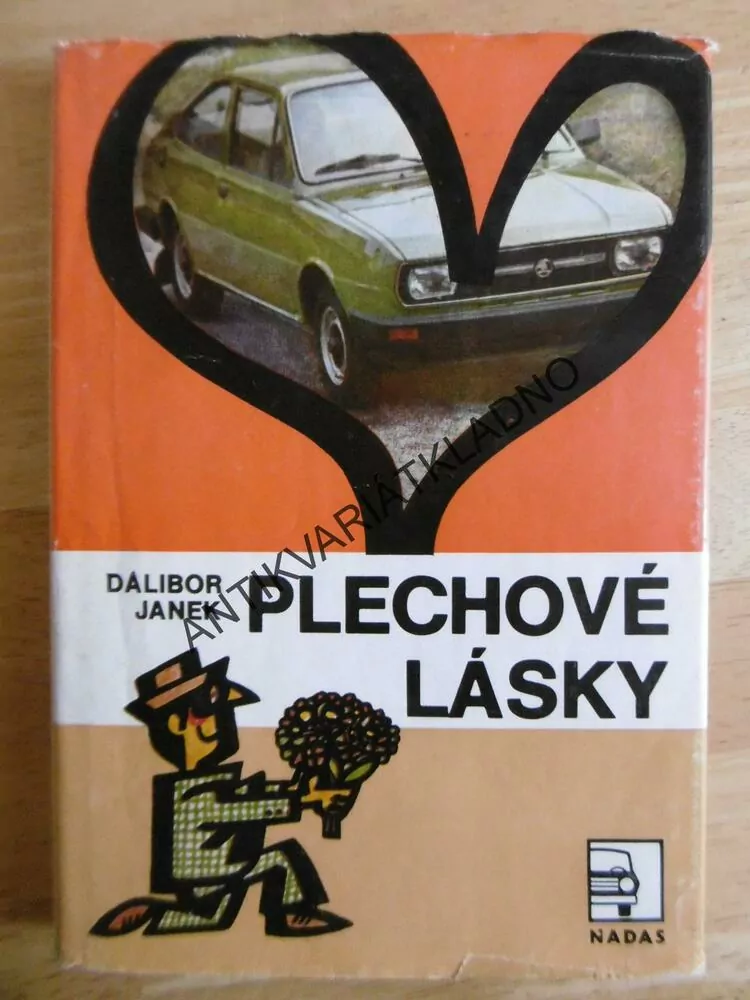 DALIBOR
JANEK
PLECHOVÉ
LÁSKY
NADAS
ANTIKVARIÁTKLADNO